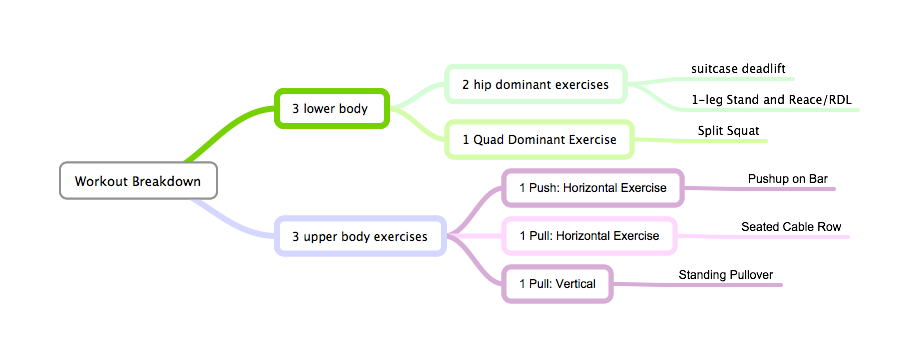 Workout Breakdown
3 lower body
2 hip dominant exercises
suitcase deadlift
1-leg Stand and Reace/RDL
1 Quad Dominant Exercise
Split Squat
3 upper body exercises
1 Push: Horizontal Exercise
Pushup on Bar
1 Pull: Horizontal Exercise
Seated Cable Row
1 Pull: Vertical
Standing Pullover